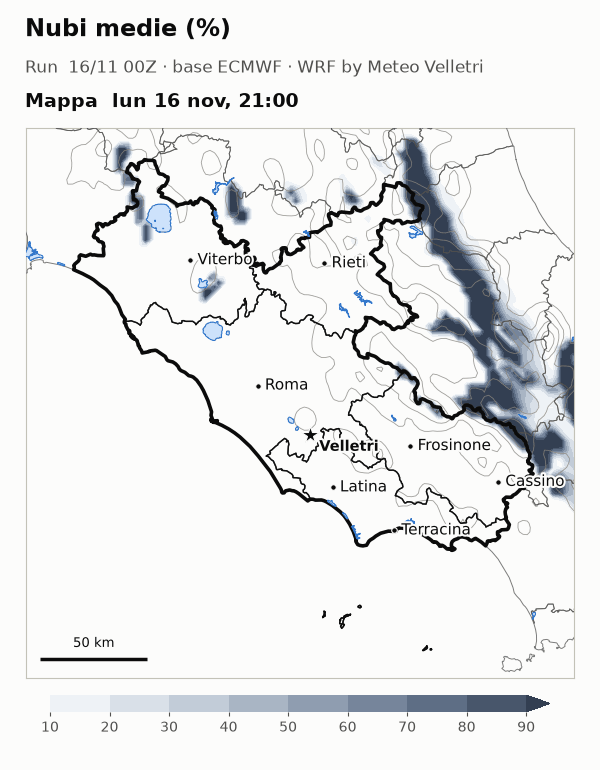 Nubi medie (%)
Run  16/11 00Z · base ECMWF · WRF by Meteo Velletri
Mappa  lun 16 nov, 21:00
Viterbo
Rieti
Roma
Velletri
Frosinone
Cassino
Latina
Terracina
50 km
10 20 30 40 50 60 70 80 90